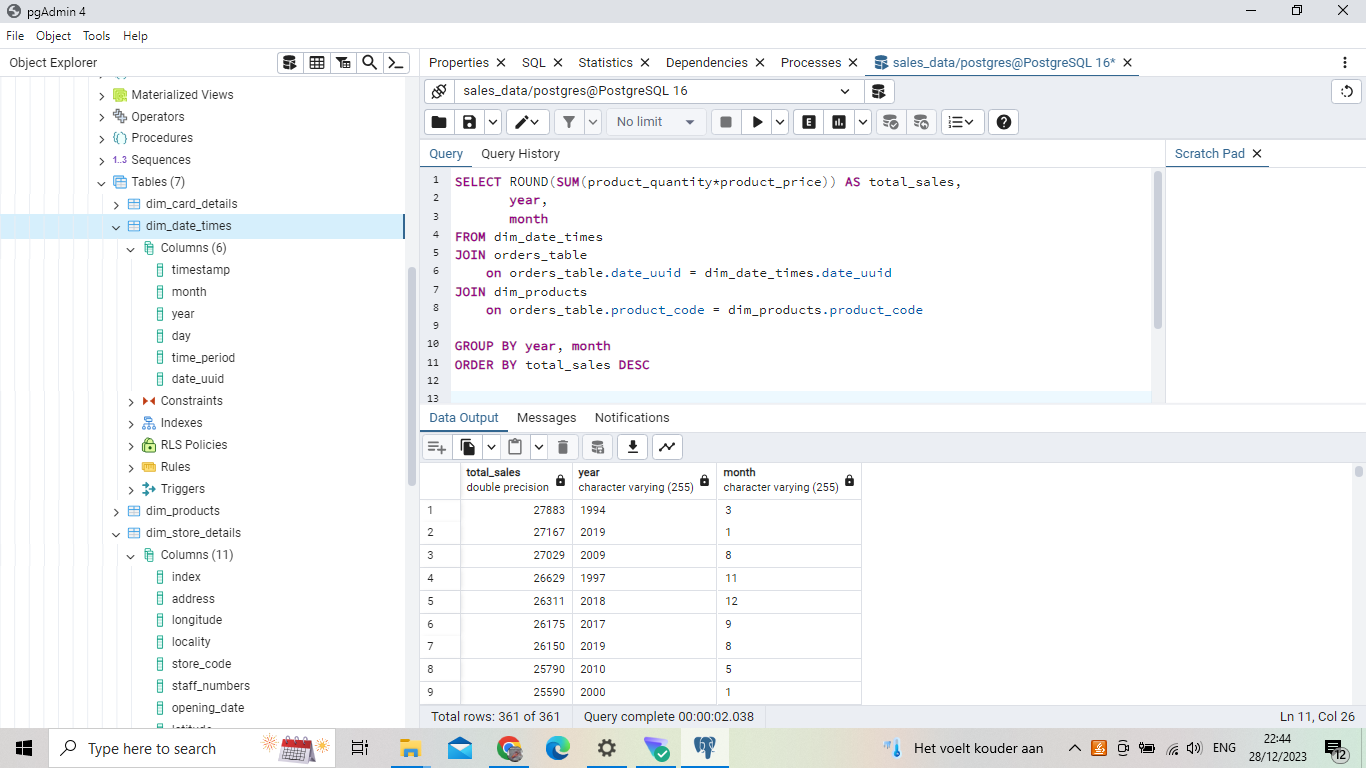 pgAdmin 4
File Object Tools Help
Object Explorer
Materialized Views
Operators
Procedures
1..3 Sequences
Tables (7)
dim_card_details
dim_date_times
Columns (6)
timestamp
month
year
day
time_period
date_uuid
Constraints
Indexes
RLS Policies
Rules
Triggers
dim_products
dim_store_details
Columns (11)
index
address
longitude
locality
store_code
staff_numbers
opening_date
Properties SQL Statistics Dependencies Processes sales_data/postgres@PostgreSQL 16*
sales_data/postgres@PostgreSQL 16
No limit
E
Query Query History
Scratch Pad
1 SELECT ROUND(SUM(product_quantity*product_price)) AS total_sales,
2 year,
3 month
4 FROM dim_date_times
5 JOIN orders_table
6 on orders_table.date_uuid = dim_date_times.date_uuid
7 JOIN dim_products
8 on orders_table.product_code = dim_products.product_code
9
10 GROUP BY year, month
11 ORDER BY total_sales DESC
12
13
Data Output Messages Notifications
total_sales year month
double precision character varying (255) character varying (255)
1 27883 1994 3
2 27167 2019 1
3 27029 2009 8
4 26629 1997 11
5 26311 2018 12
6 26175 2017 9
7 26150 2019 8
8 25790 2010 5
9 25590 2000 1
Total rows: 361 of 361 Query complete 00:00:02.038 Ln 11, Col 26
Type here to search
Het voelt kouder aan
ENG
22:44
28/12/2023
12